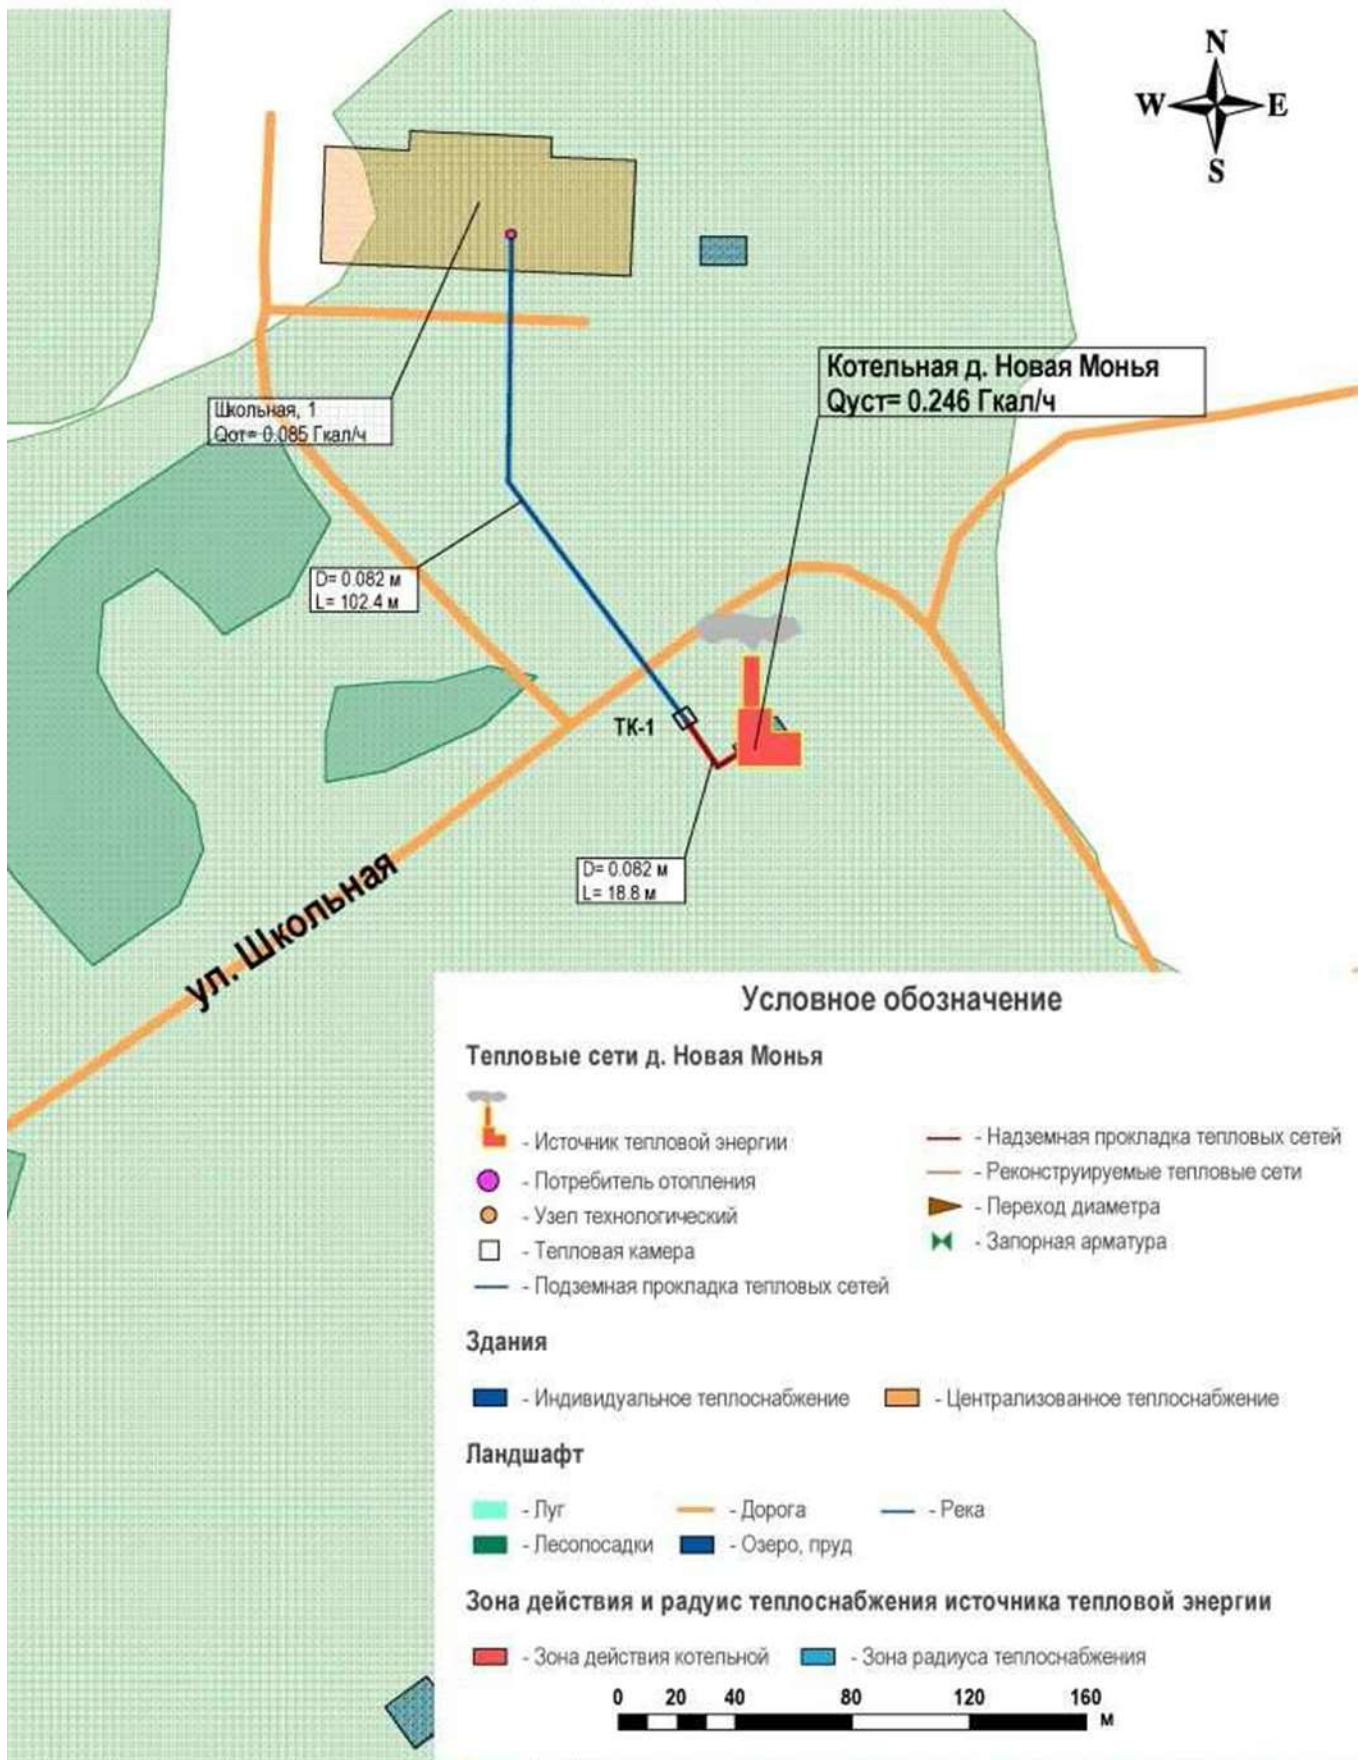 N
W E
S
Котельная д. Новая Монья
Qуст= 0.246 Гкал/ч
Школьная, 1
Qот= 0.085 Гкал/ч
D= 0.082 м
L= 102.4 м
ТК-1
D= 0.082 м
L= 18.8 м
ул. Школьная
Условное обозначение
Тепловые сети д. Новая Монья
- Источник тепловой энергии
- Потребитель отопления
- Узел технологический
- Тепловая камера
- Подземная прокладка тепловых сетей
- Надземная прокладка тепловых сетей
- Реконструируемые тепловые сети
- Переход диаметра
- Запорная арматура
Здания
- Индивидуальное теплоснабжение - Централизованное теплоснабжение
Ландшафт
- Луг - Дорога - Река
- Лесопосадки - Озеро, пруд
Зона действия и радуис теплоснабжения источника тепловой энергии
- Зона действия котельной - Зона радиуса теплоснабжения
0 20 40 80 120 160
м